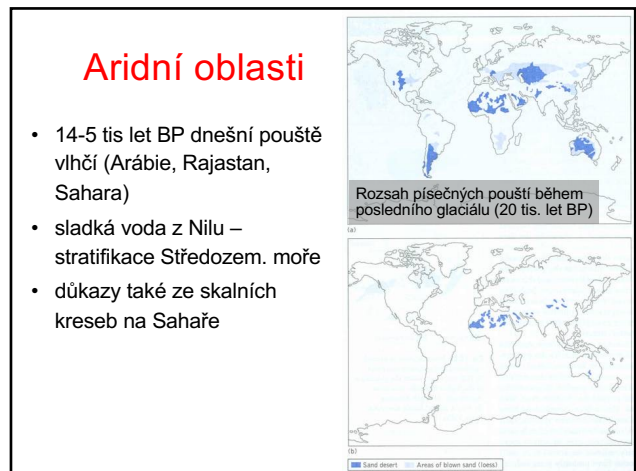 Aridní oblasti
• 14-5 tis let BP dnešní pouště
vlhčí (Arábie, Rajastan,
Sahara)
• sladká voda z Nilu –
stratifikace Středozem. moře
• důkazy také ze skalních
kreseb na Sahaře
Rozsah písečných pouští během
posledního glaciálu (20 tis. let BP)
(a)
(b)
Sand desert Areas of blown sand (loess)